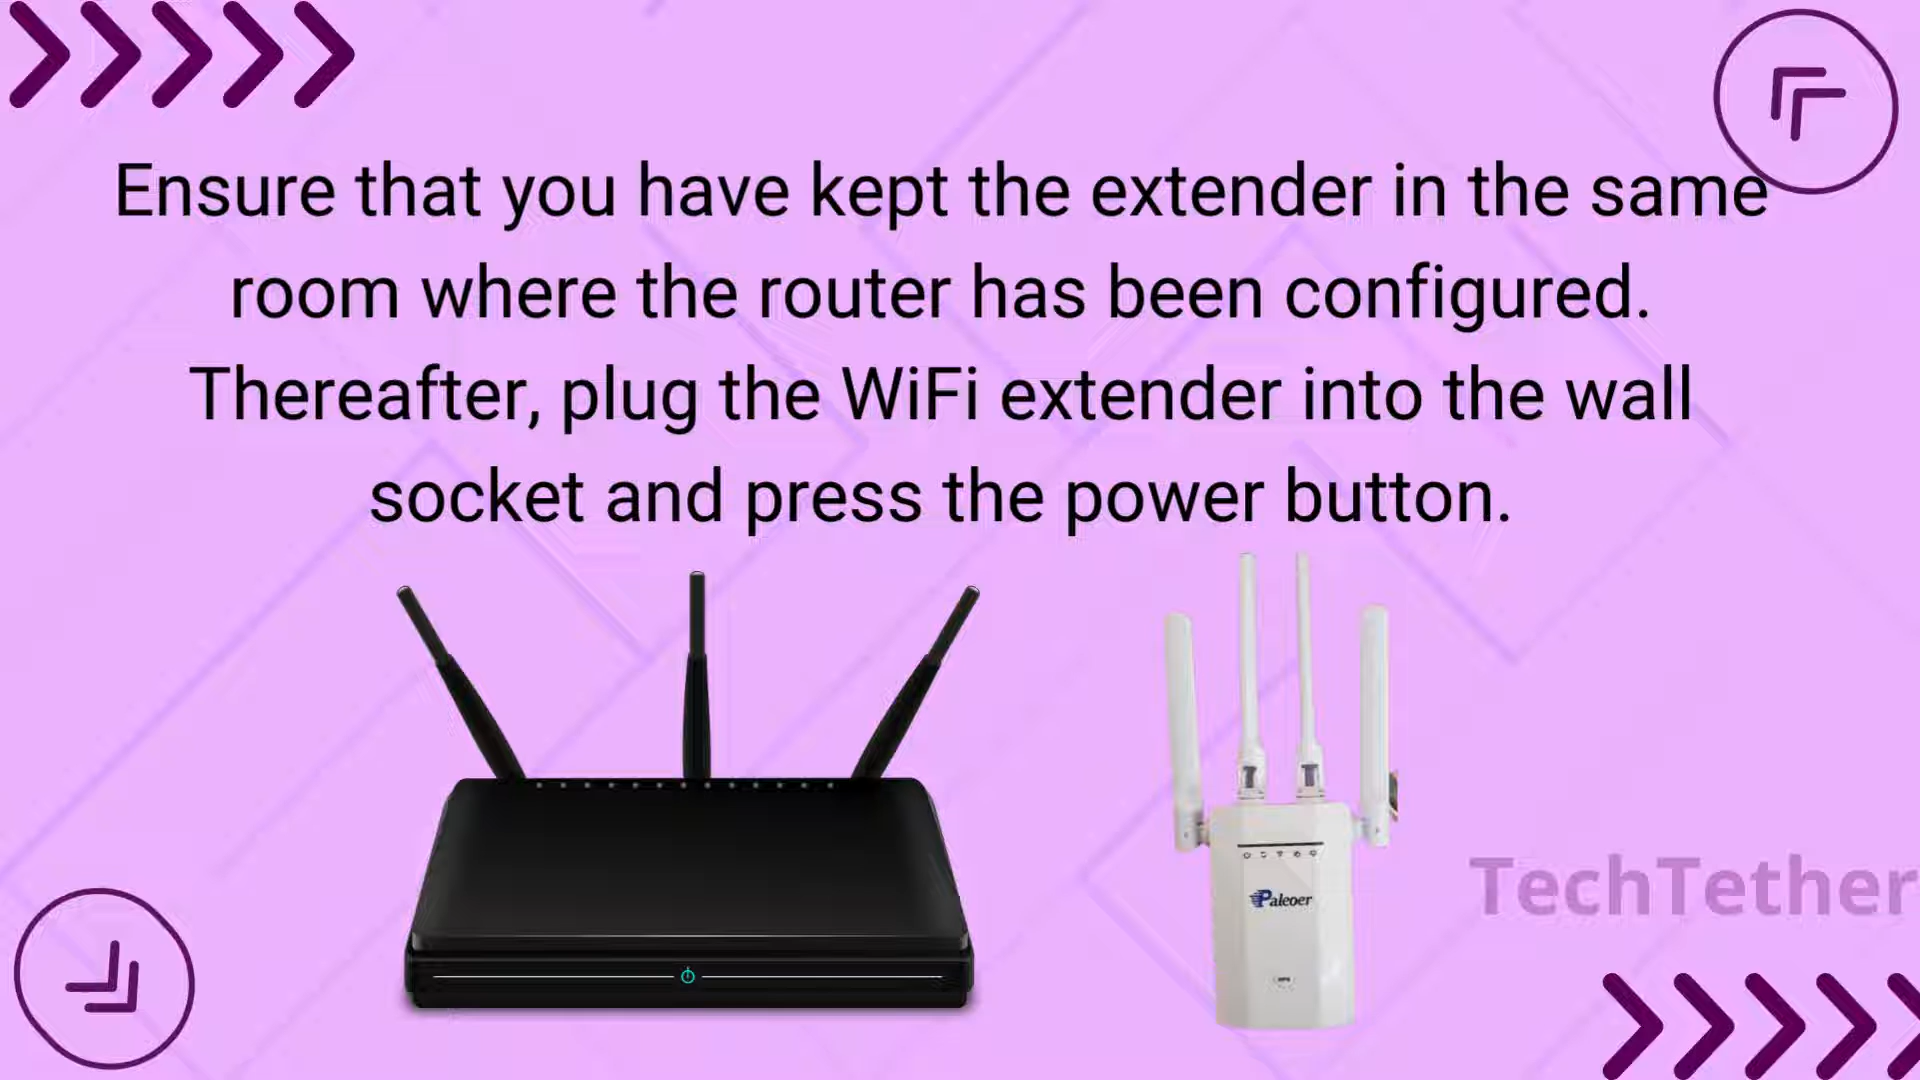 Ensure that you have kept the extender in the same
room where the router has been configured.
Thereafter, plug the WiFi extender into the wall
socket and press the power button.
Paleoer
TechTether